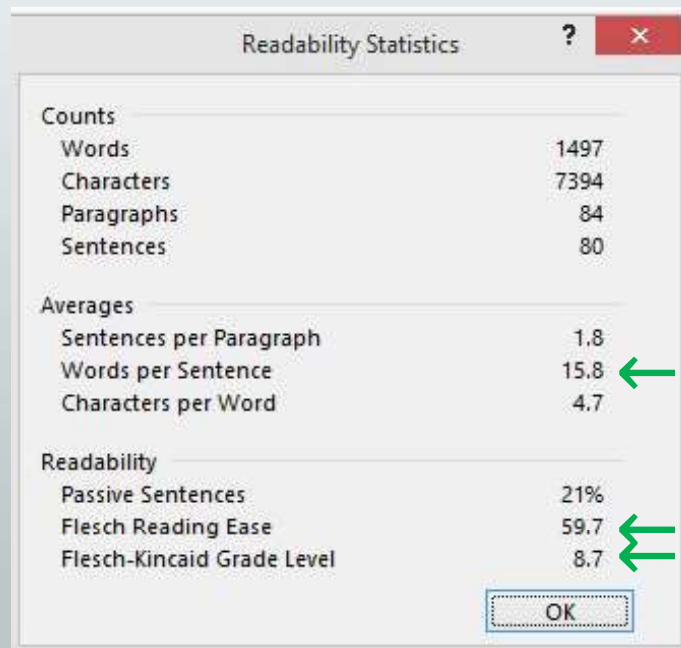 Readability Statistics ? ×
Counts
Words 1497
Characters 7394
Paragraphs 84
Sentences 80
Averages
Sentences per Paragraph 1.8
Words per Sentence 15.8
Characters per Word 4.7
Readability
Passive Sentences 21%
Flesch Reading Ease 59.7
Flesch-Kincaid Grade Level 8.7
OK